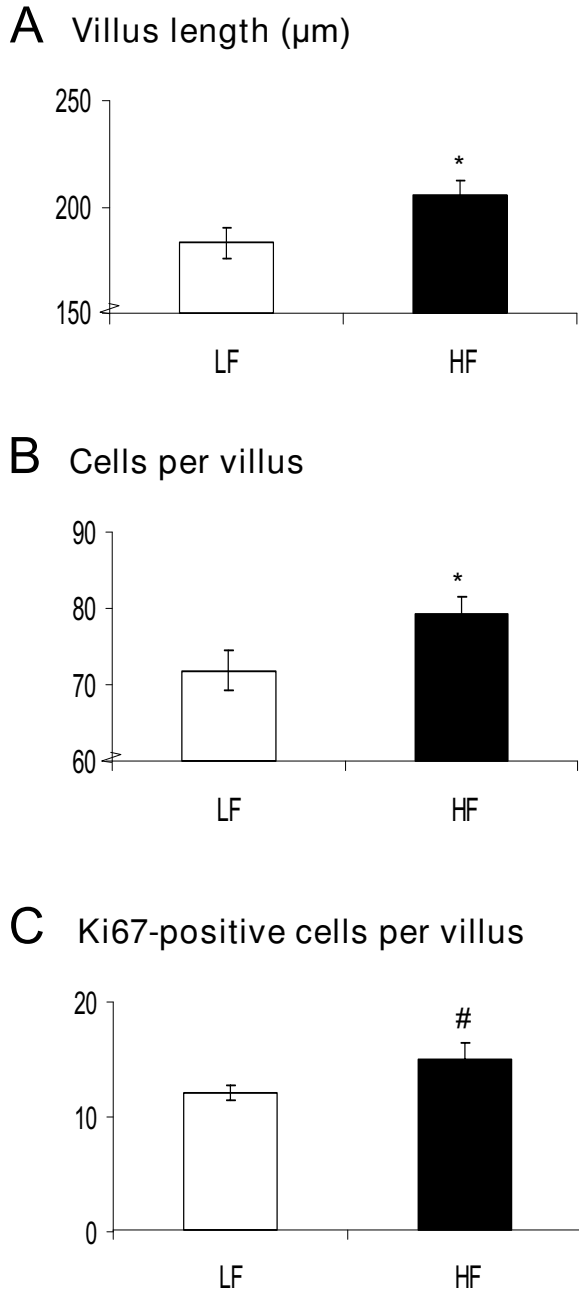 A Villus length (µm)
250
*
200
150
LF HF
B Cells per villus
90
*
80
70
60
LF HF
C Ki67-positive cells per villus
20
#
10
0
LF HF